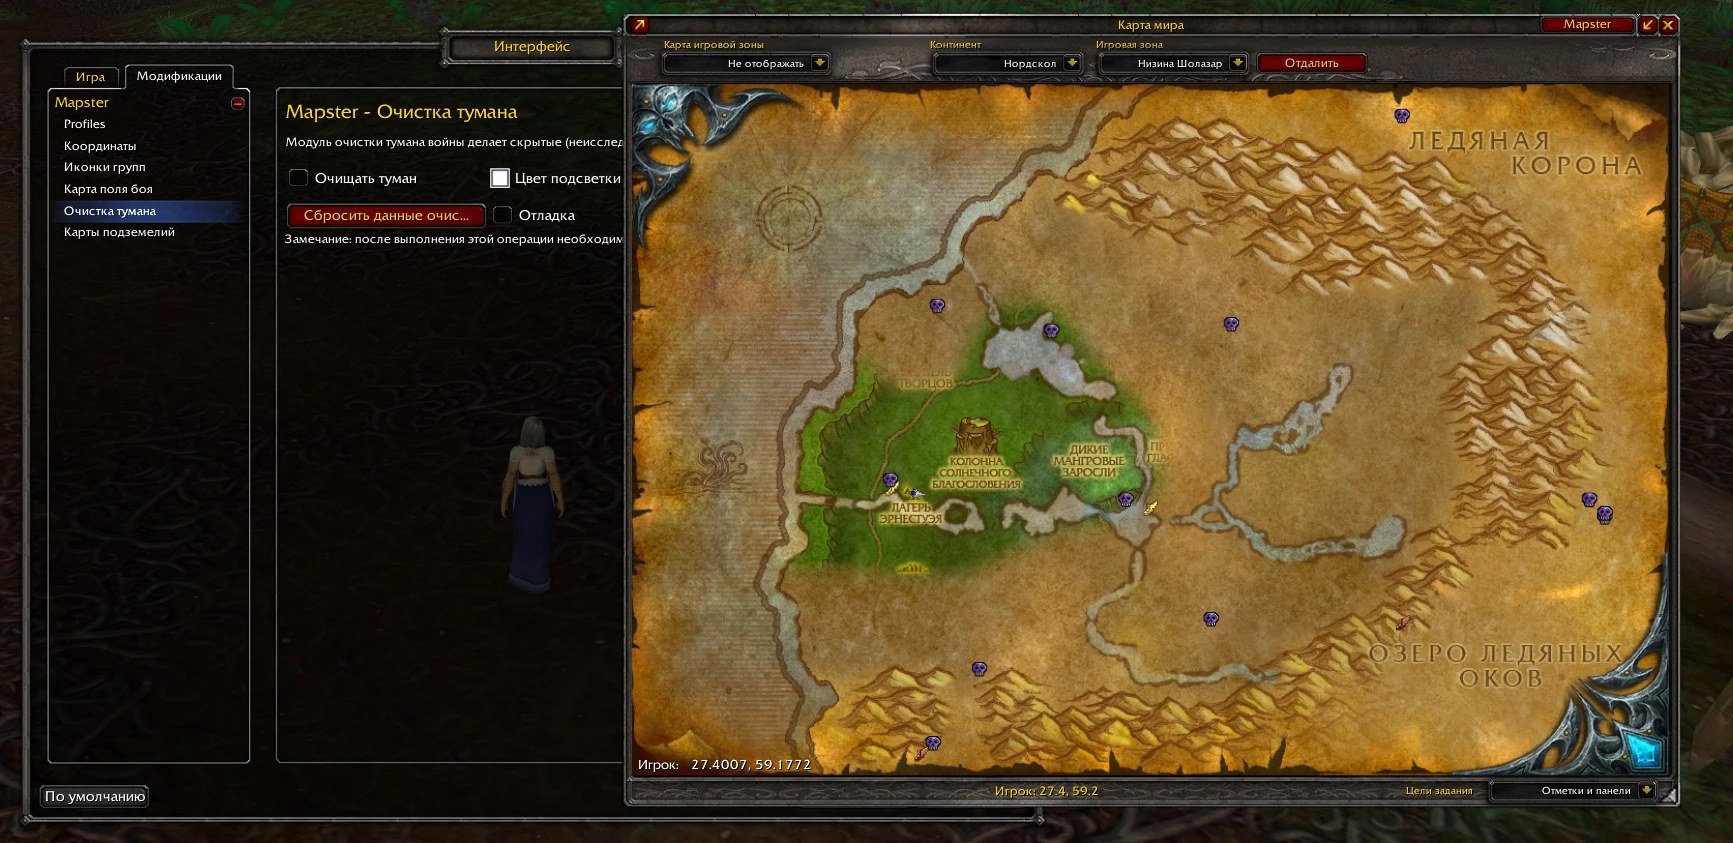 Интерфейс
Игра
Модификации
Mapster
Profiles
Координаты
Иконки групп
Карта поля боя
Очистка тумана
Карты подземелий
Mapster - Очистка тумана
Модуль очистки тумана войны делает скрытые (неисслед
Очищать туман
Цвет подсветки
Сбросить данные очис...
Отладка
Замечание: после выполнения этой операции необходим
По умолчанию
Карта мира
Mapster
Карта игровой зоны
Континент
Игровая зона
Не отображать
Нордскол
Низина Шолазар
Отдалить
ЛЕДЯНАЯ
КОРОНА
ТВОРЦОВ
КОЛОННА
СОЛНЕЧНОГО
БЛАГОСЛОВЕНИЯ
ДИКИЕ
МАНГРОВЫЕ
ЗАРОСЛИ
ПР
ГЛА
ЛАГЕРЬ
ЭРНЕСТУЭЯ
ОЗЕРО ЛЕДЯНЫХ
ОКОВ
Игрок: 27.4007, 59.1772
Игрок: 27.4, 59.2
Цели задания
Отметки и панели